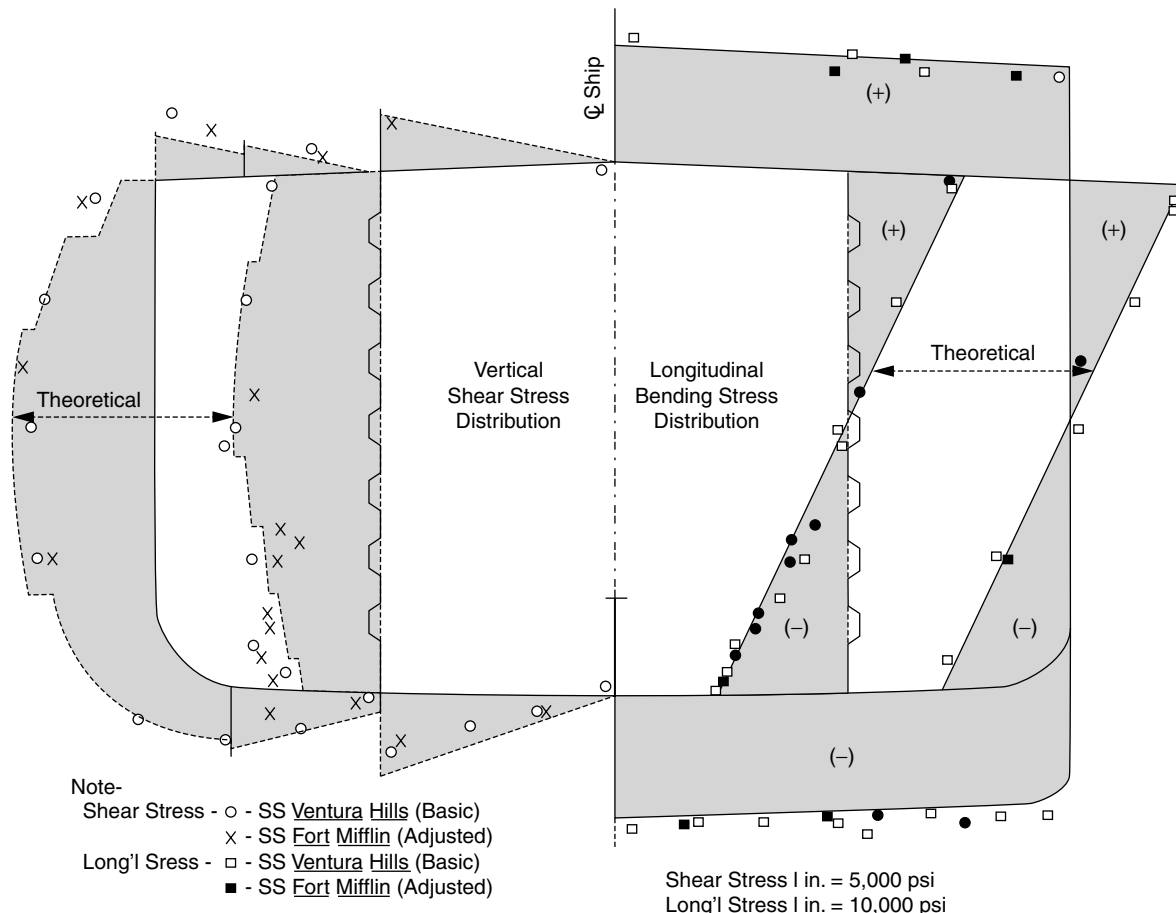 ℄ Ship
(+)
(+)
(+)
Theoretical
Vertical
Shear Stress
Distribution
Longitudinal
Bending Stress
Distribution
Theoretical
(−)
(−)
(−)
Note-
Shear Stress - ○ - SS Ventura Hills (Basic)
× - SS Fort Mifflin (Adjusted)
Long'l Sress - □ - SS Ventura Hills (Basic)
■ - SS Fort Mifflin (Adjusted)
Shear Stress l in. = 5,000 psi
Long'l Stress l in. = 10,000 psi